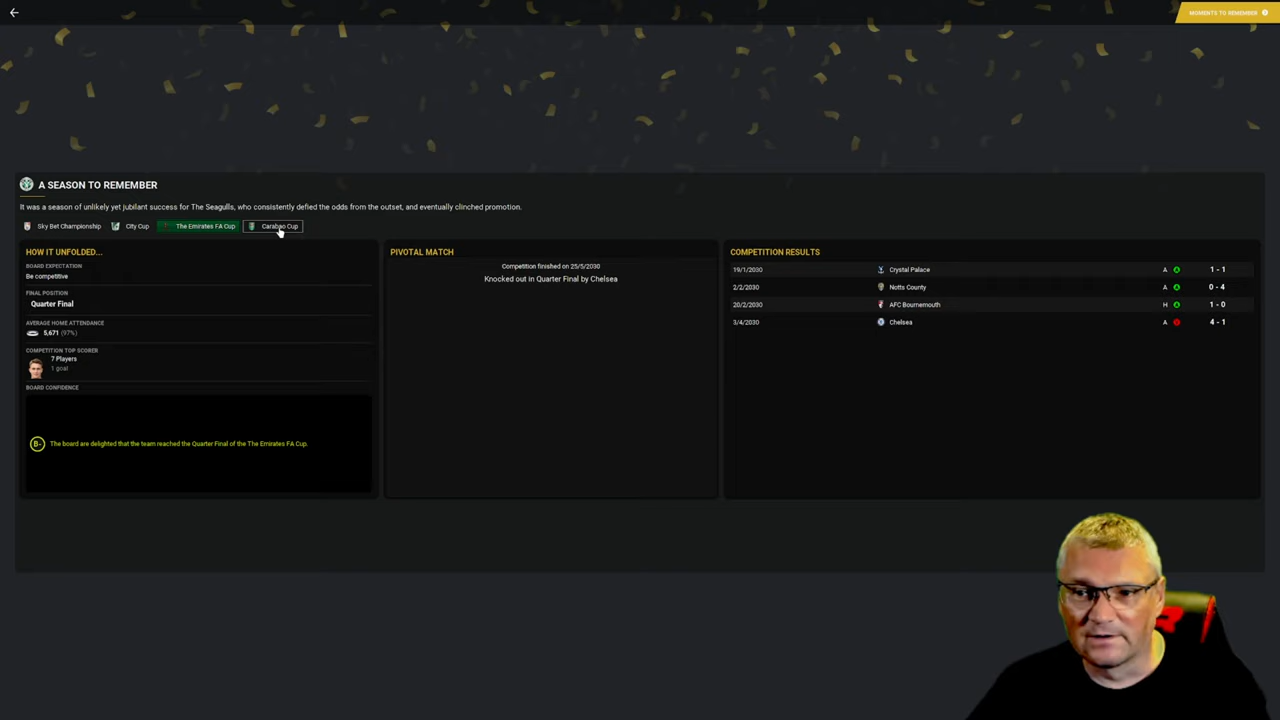 MOMENTS TO REMEMBER
A SEASON TO REMEMBER
It was a season of unlikely yet jubilant success for The Seagulls, who consistently defied the odds from the outset, and eventually clinched promotion.
Sky Bet Championship City Cup The Emirates FA Cup Carabao Cup
HOW IT UNFOLDED...
BOARD EXPECTATION
Be competitive
FINAL POSITION
Quarter Final
AVERAGE HOME ATTENDANCE
5,671 (97%)
COMPETITION TOP SCORER
7 Players
1 goal
BOARD CONFIDENCE
B-
The board are delighted that the team reached the Quarter Final of the The Emirates FA Cup.
PIVOTAL MATCH
Competition finished on 25/5/2030
Knocked out in Quarter Final by Chelsea
COMPETITION RESULTS
19/1/2030 Crystal Palace A 1 - 1
2/2/2030 Notts County A 0 - 4
20/2/2030 AFC Bournemouth H 1 - 0
3/4/2030 Chelsea A 4 - 1